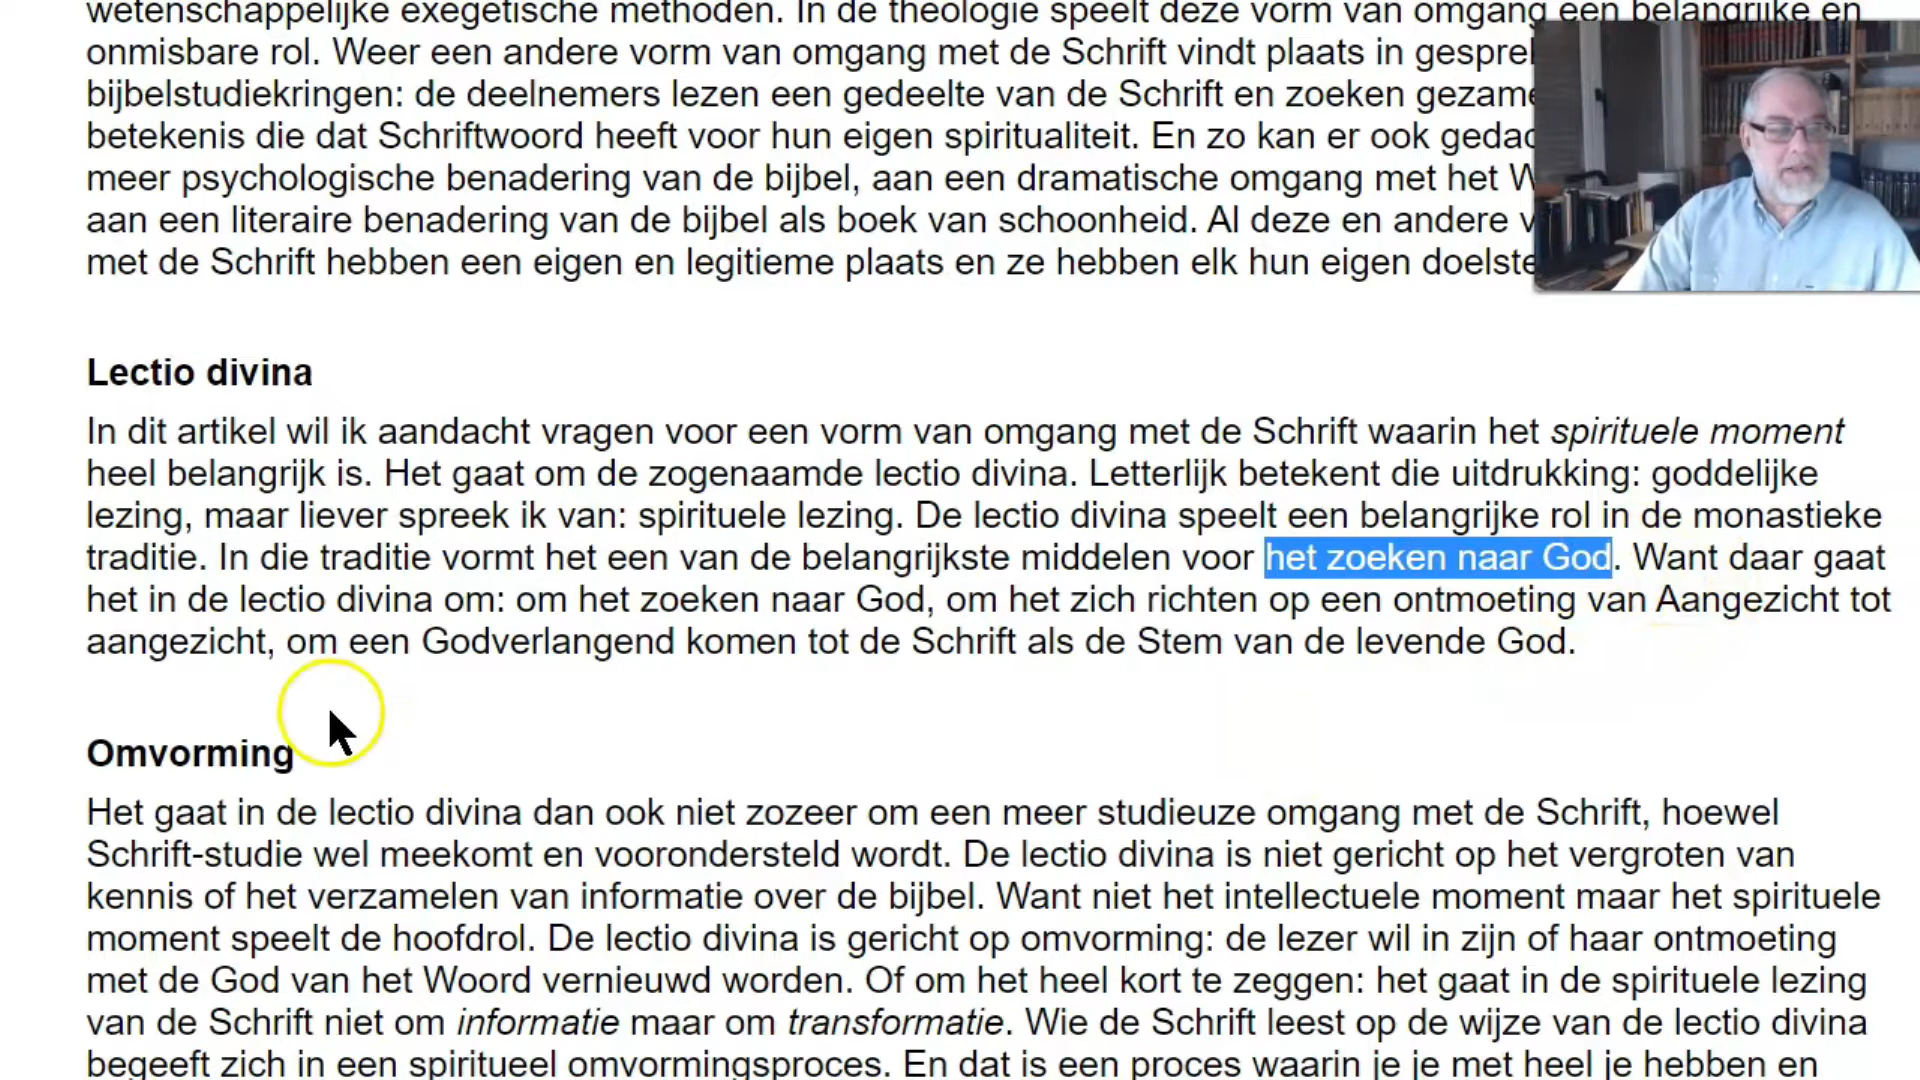 wetenschappelijke exegetische methoden. In de theologie speelt deze vorm van omgang een belangrijke en
onmisbare rol. Weer een andere vorm van omgang met de Schrift vindt plaats in gesprek
bijbelstudiekringen: de deelnemers lezen een gedeelte van de Schrift en zoeken gezame
betekenis die dat Schriftwoord heeft voor hun eigen spiritualiteit. En zo kan er ook gedac
meer psychologische benadering van de bijbel, aan een dramatische omgang met het W
aan een literaire benadering van de bijbel als boek van schoonheid. Al deze en andere v
met de Schrift hebben een eigen en legitieme plaats en ze hebben elk hun eigen doelste
Lectio divina
In dit artikel wil ik aandacht vragen voor een vorm van omgang met de Schrift waarin het spirituele moment
heel belangrijk is. Het gaat om de zogenaamde lectio divina. Letterlijk betekent die uitdrukking: goddelijke
lezing, maar liever spreek ik van: spirituele lezing. De lectio divina speelt een belangrijke rol in de monastieke
traditie. In die traditie vormt het een van de belangrijkste middelen voor het zoeken naar God. Want daar gaat
het in de lectio divina om: om het zoeken naar God, om het zich richten op een ontmoeting van Aangezicht tot
aangezicht, om een Godverlangend komen tot de Schrift als de Stem van de levende God.
Omvorming
Het gaat in de lectio divina dan ook niet zozeer om een meer studieuze omgang met de Schrift, hoewel
Schrift-studie wel meekomt en voorondersteld wordt. De lectio divina is niet gericht op het vergroten van
kennis of het verzamelen van informatie over de bijbel. Want niet het intellectuele moment maar het spirituele
moment speelt de hoofdrol. De lectio divina is gericht op omvorming: de lezer wil in zijn of haar ontmoeting
met de God van het Woord vernieuwd worden. Of om het heel kort te zeggen: het gaat in de spirituele lezing
van de Schrift niet om informatie maar om transformatie. Wie de Schrift leest op de wijze van de lectio divina
begeeft zich in een spiritueel omvormingsproces. En dat is een proces waarin je je met heel je hebben en